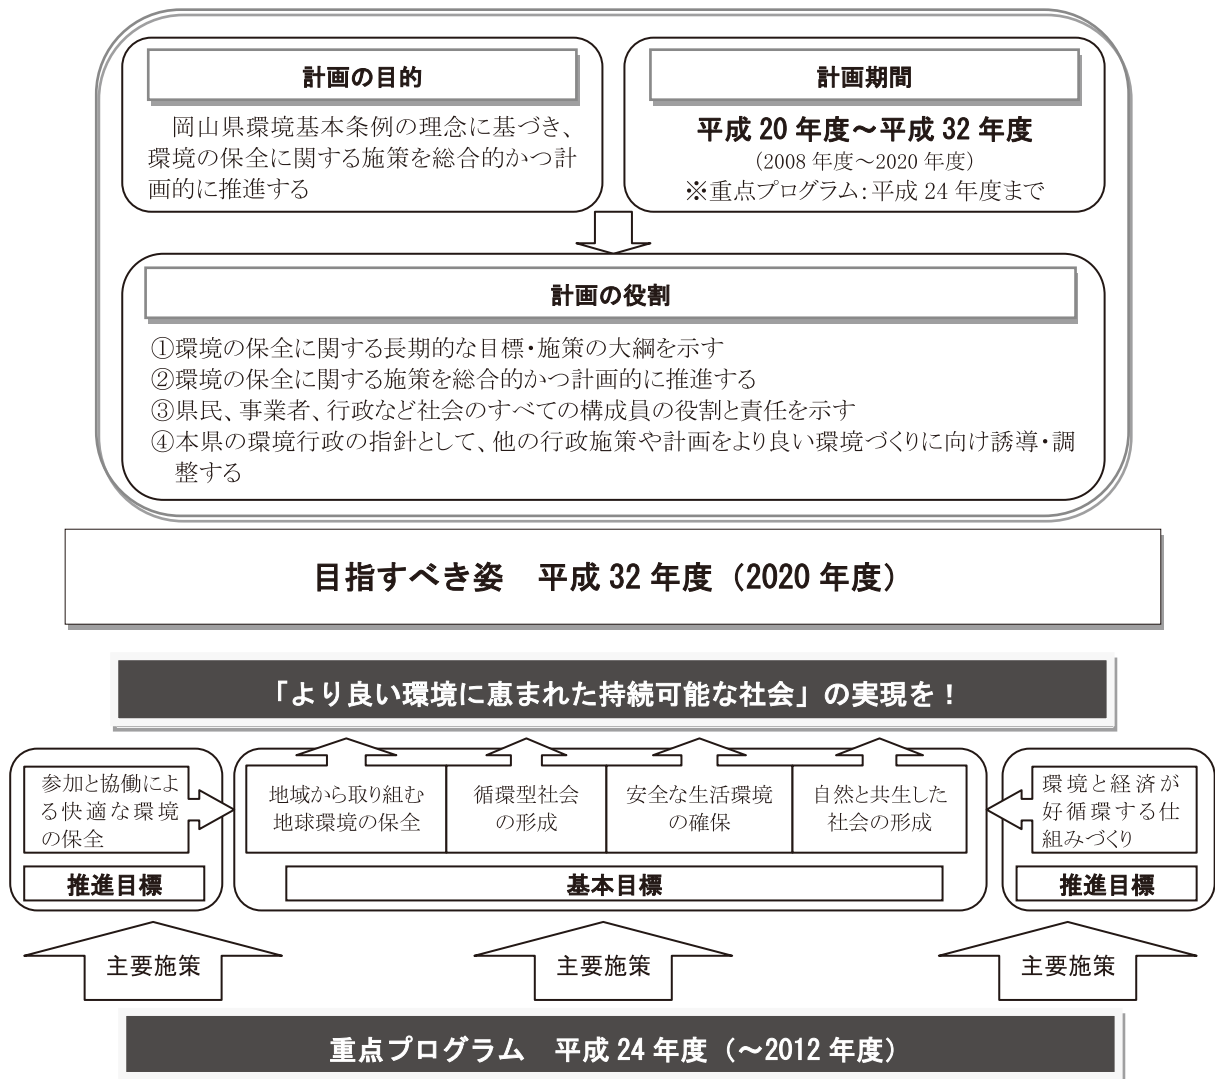 計画の目的
岡山県環境基本条例の理念に基づき、
環境の保全に関する施策を総合的かつ計
画的に推進する
計画期間
平成 20 年度～平成 32 年度
(2008 年度～2020 年度)
※重点プログラム：平成 24 年度まで
計画の役割
①環境の保全に関する長期的な目標・施策の大綱を示す
②環境の保全に関する施策を総合的かつ計画的に推進する
③県民、事業者、行政など社会のすべての構成員の役割と責任を示す
④本県の環境行政の指針として、他の行政施策や計画をより良い環境づくりに向け誘導・調
整する
目指すべき姿　平成 32 年度（2020 年度）
「より良い環境に恵まれた持続可能な社会」の実現を！
参加と協働によ
る快適な環境
の保全
推進目標
地域から取り組む
地球環境の保全
循環型社会
の形成
安全な生活環境
の確保
自然と共生した
社会の形成
基本目標
環境と経済が
好循環する仕
組みづくり
推進目標
主要施策
主要施策
主要施策
重点プログラム　平成 24 年度（～2012 年度）